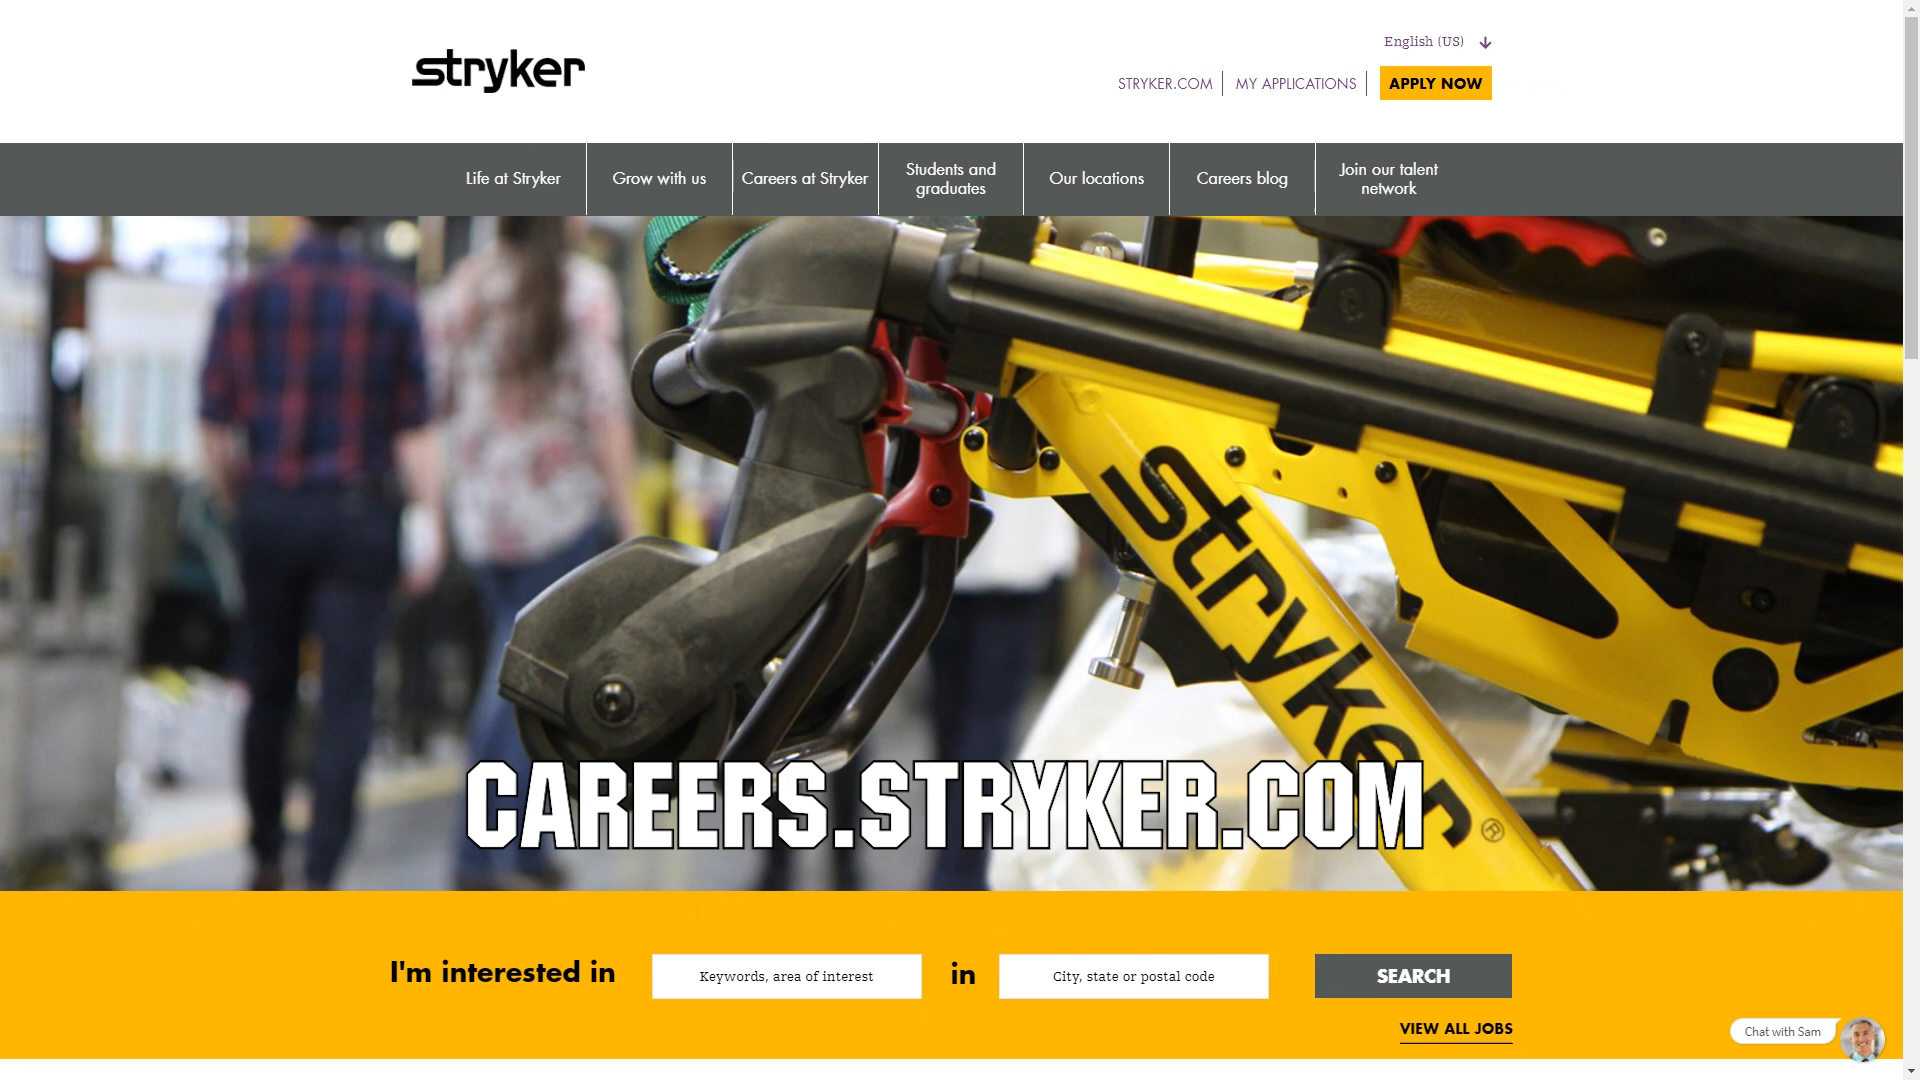 stryker
English (US)
STRYKER.COM
MY APPLICATIONS
APPLY NOW
Life at Stryker
Grow with us
Careers at Stryker
Students and
graduates
Our locations
Careers blog
Join our talent
network
stryker®
CAREERS.STRYKER.COM
I'm interested in
Keywords, area of interest
in
City, state or postal code
SEARCH
VIEW ALL JOBS
Chat with Sam